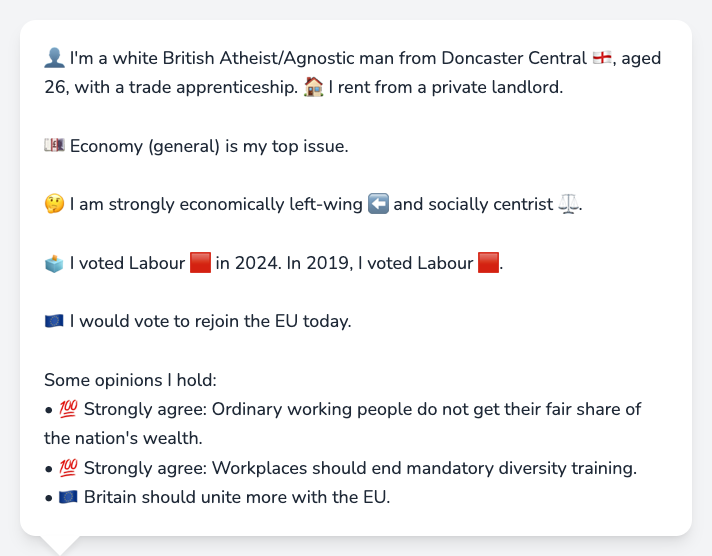 👤 I'm a white British Atheist/Agnostic man from Doncaster Central 🏴󠁧󠁢󠁥󠁮󠁧󠁿, aged
26, with a trade apprenticeship. 🏠 I rent from a private landlord.
💷 Economy (general) is my top issue.
🤔 I am strongly economically left-wing ⬅️ and socially centrist ⚖️.
🗳️ I voted Labour 🟥 in 2024. In 2019, I voted Labour 🟥.
🇪🇺 I would vote to rejoin the EU today.
Some opinions I hold:
• 💯 Strongly agree: Ordinary working people do not get their fair share of
the nation's wealth.
• 💯 Strongly agree: Workplaces should end mandatory diversity training.
• 🇪🇺 Britain should unite more with the EU.